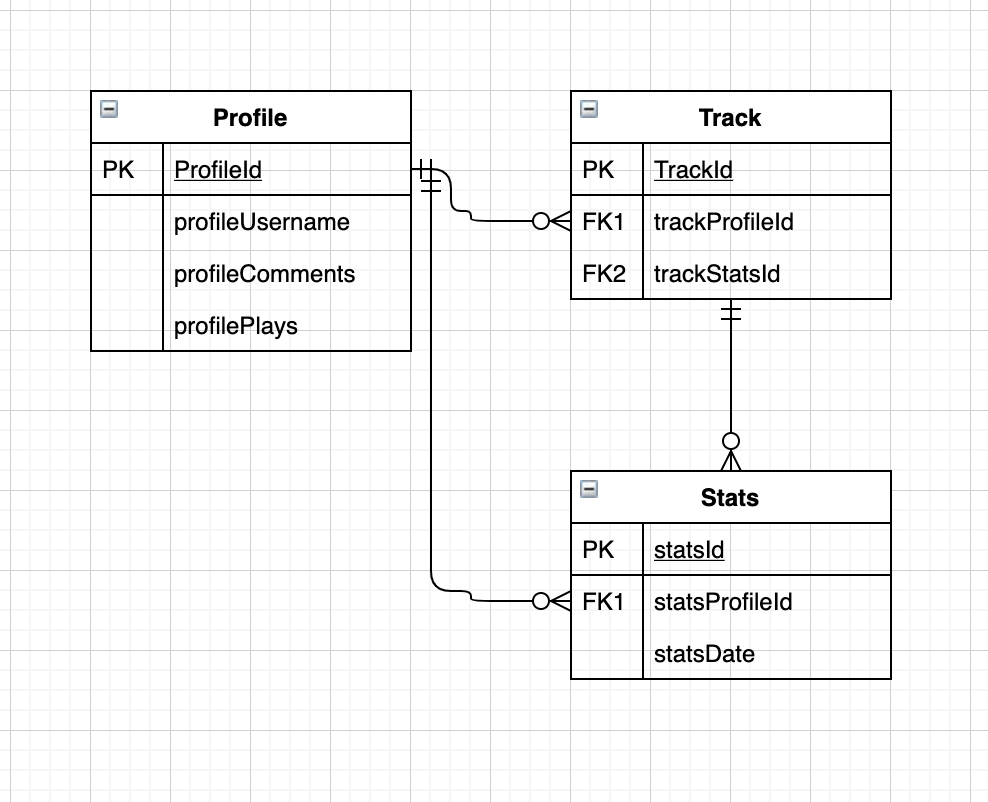 Profile
PK ProfileId
profileUsername
profileComments
profilePlays
Track
PK TrackId
FK1 trackProfileId
FK2 trackStatsId
Stats
PK statsId
FK1 statsProfileId
statsDate